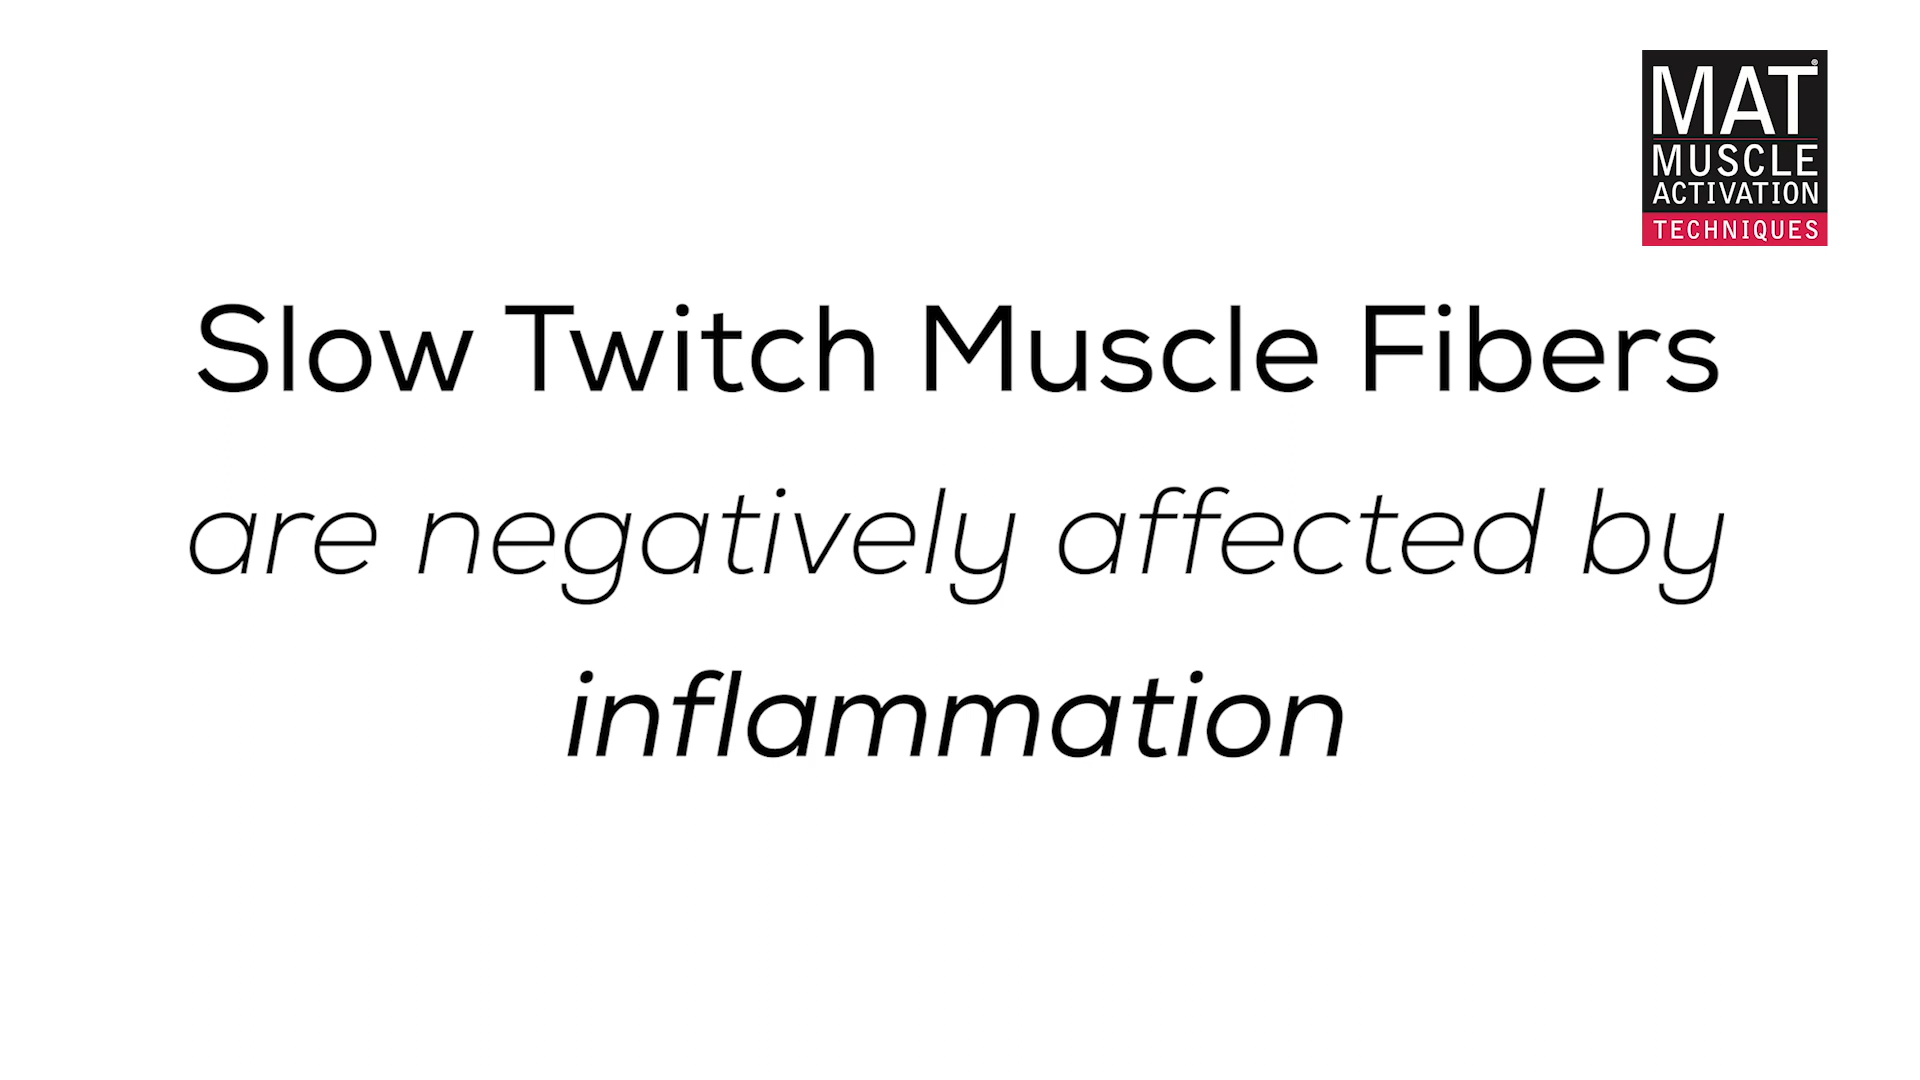 MAT®
MUSCLE
ACTIVATION
TECHNIQUES
Slow Twitch Muscle Fibers
are negatively affected by
inflammation